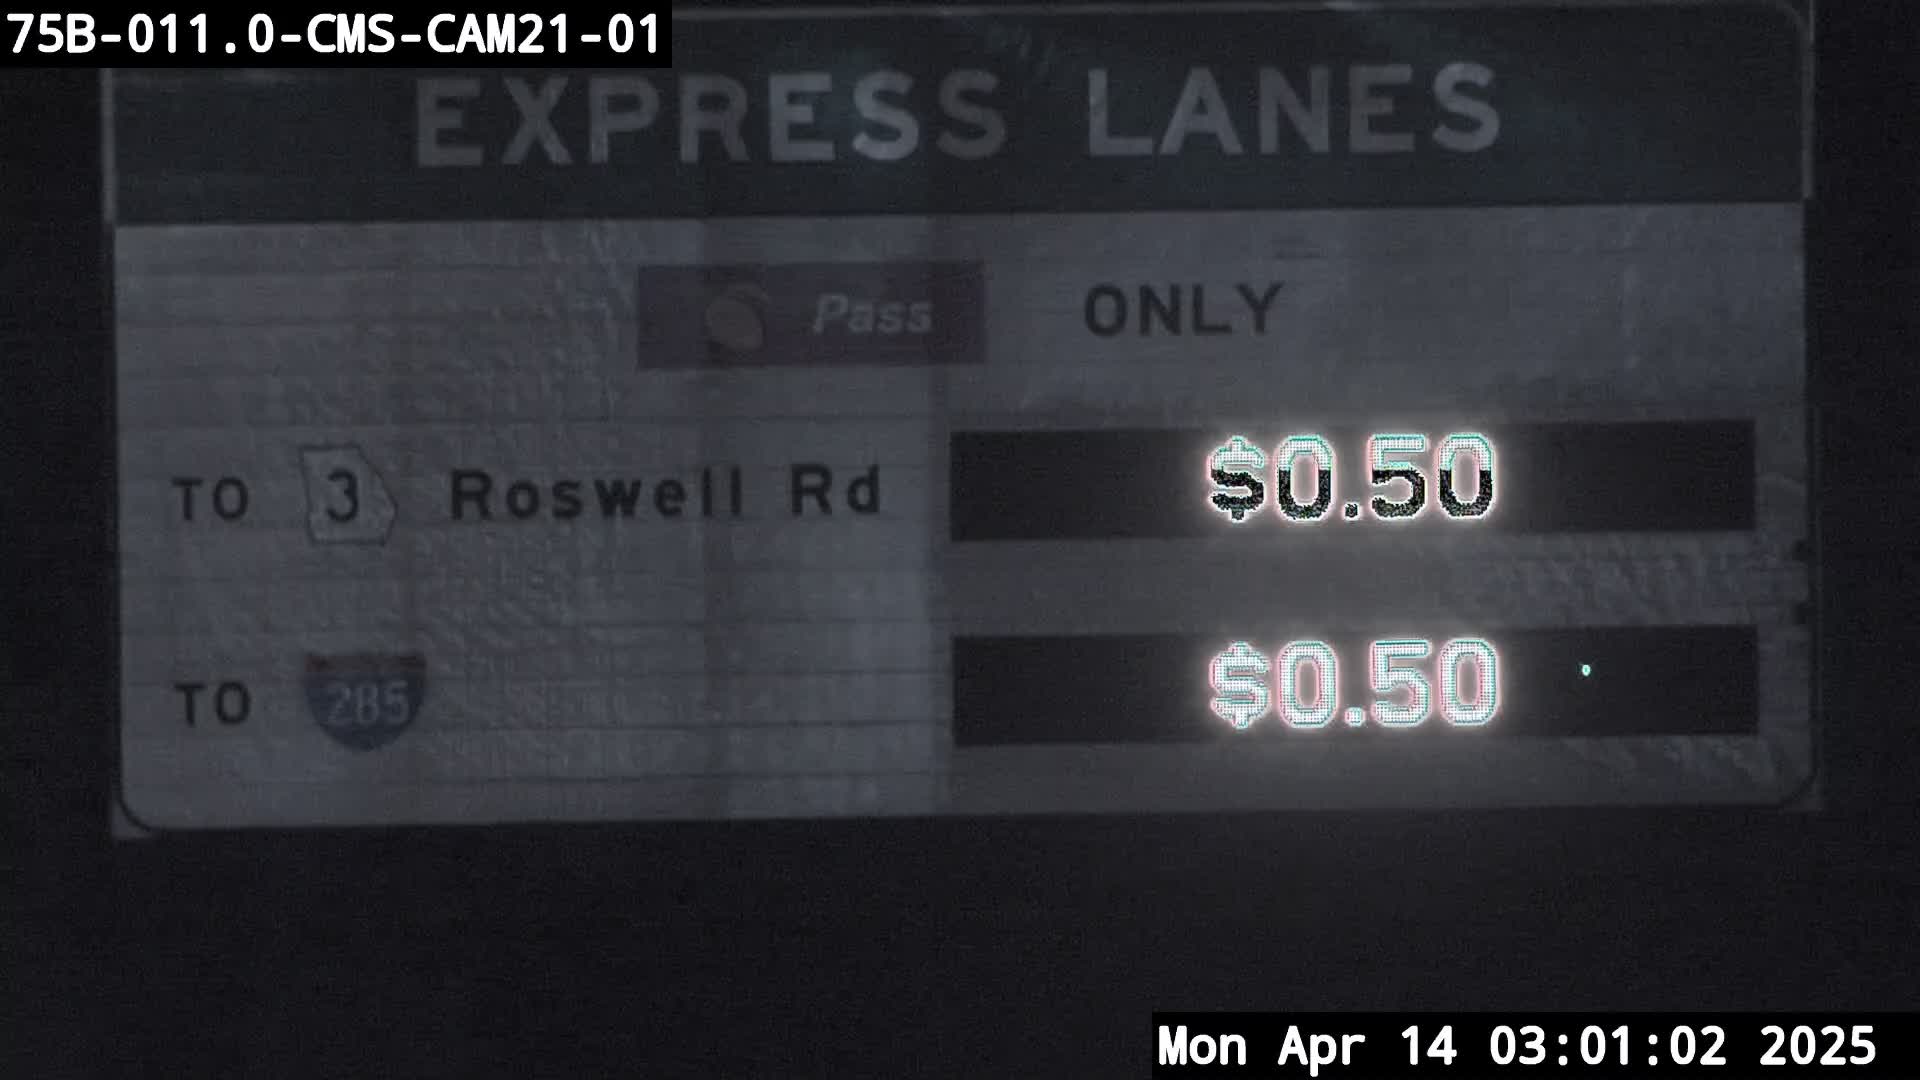 75B-011.0-CMS-CAM21-01
EXPRESS LANES
Pass ONLY
TO 3 Roswell Rd $0.50
TO 285 $0.50
Mon Apr 14 03:01:02 2025